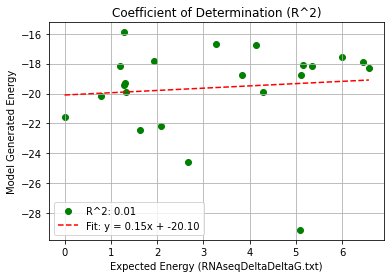 Coefficient of Determination (R^2)
Model Generated Energy
−16
−18
−20
−22
−24
−26
−28
R^2: 0.01
Fit: y = 0.15x + -20.10
0 1 2 3 4 5 6
Expected Energy (RNAseqDeltaDeltaG.txt)